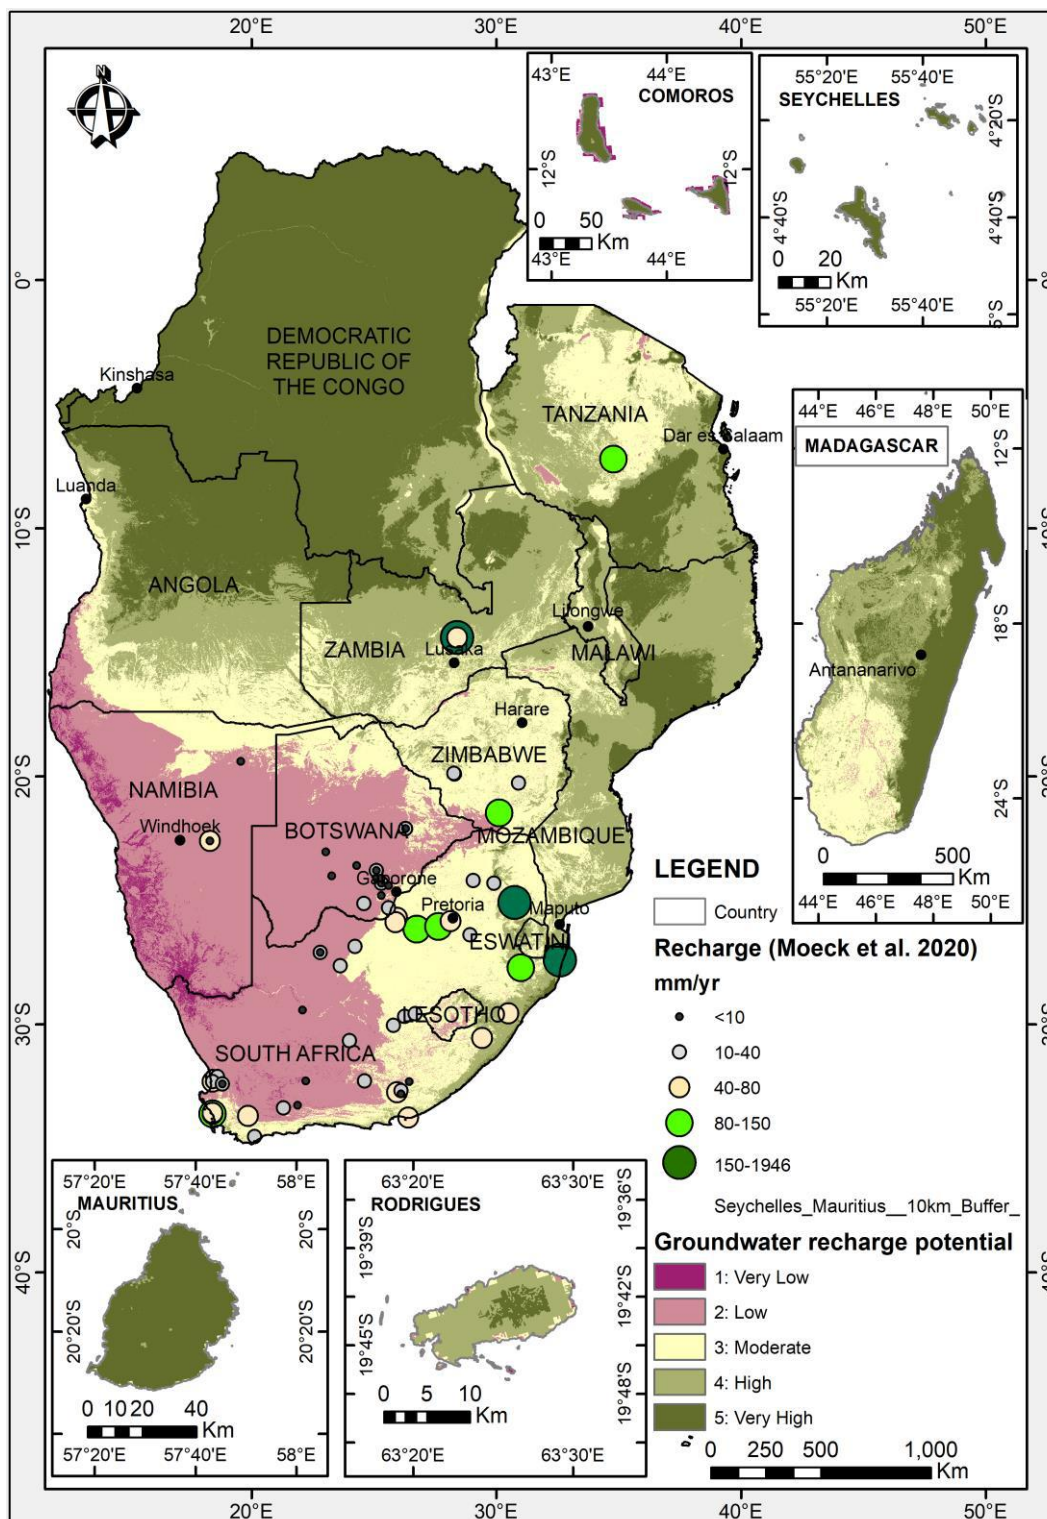 20°E 30°E 40°E 50°E
N
43°E 44°E
COMOROS
12°S 12°S
0 50
Km
43°E 44°E
55°20'E 55°40'E
SEYCHELLES
4°20'S
4°40'S 4°40'S
0 20
Km
55°20'E 55°40'E
0°
DEMOCRATIC
REPUBLIC OF
THE CONGO
Kinshasa
TANZANIA
Dar es Salaam
Luanda
10°S
ANGOLA
ZAMBIA
Lusaka
Lilongwe
MALAWI
Harare
ZIMBABWE
20°S
NAMIBIA
Windhoek
BOTSWANA
MOZAMBIQUE
Gaborone
Pretoria
Maputo
ESWATINI
30°S
LESOTHO
SOUTH AFRICA
40°S
44°E 46°E 48°E 50°E
MADAGASCAR
12°S
18°S
Antananarivo
24°S
0 500
Km
44°E 46°E 48°E 50°E
LEGEND
Country
Recharge (Moeck et al. 2020)
mm/yr
<10
10-40
40-80
80-150
150-1946
Seychelles_Mauritius__10km_Buffer_
Groundwater recharge potential
1: Very Low
2: Low
3: Moderate
4: High
5: Very High
0 250 500 1,000
Km
57°20'E 57°40'E 58°E
MAURITIUS
20°S 20°S
20°20'S 20°20'S
0 10 20 40
Km
57°20'E 57°40'E 58°E
63°20'E 63°30'E
RODRIGUES
19°36'S
19°39'S
19°42'S
19°45'S
19°48'S
0 5 10
Km
63°20'E 63°30'E
20°E 30°E 40°E 50°E